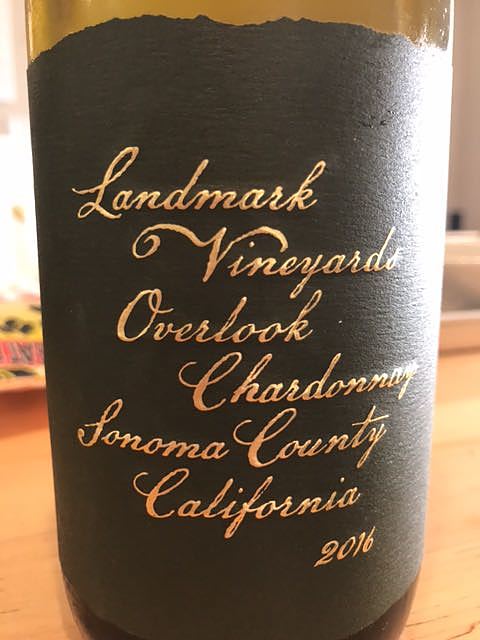 Landmark
Vineyards
Overlook
Chardonnay
Sonoma County
California
2016